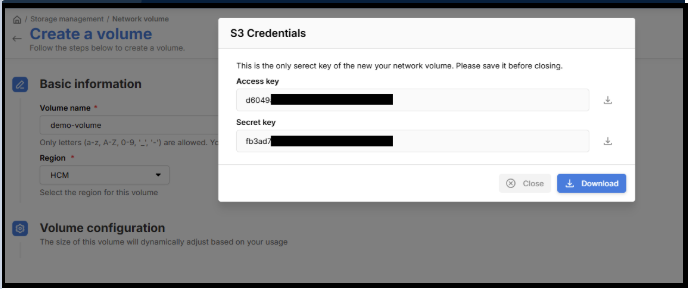 / Storage management / Network volume
Create a volume
Follow the steps below to create a volume.
Basic information
Volume name *
demo-volume
Only letters (a-z, A-Z, 0-9, '_', '-') are allowed. Yo
Region *
HCM
Select the region for this volume
Volume configuration
The size of this volume will dynamically adjust based on your usage
S3 Credentials
This is the only serect key of the new your network volume. Please save it before closing.
Access key
d6049
Secret key
fb3ad7
Close
Download